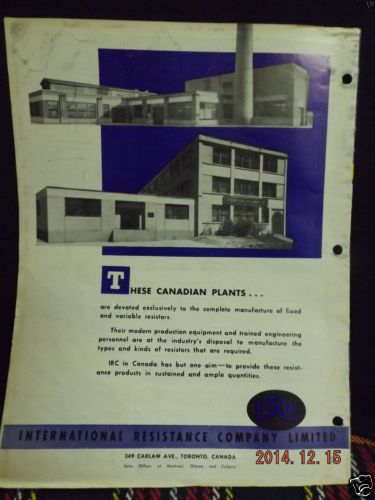 THESE CANADIAN PLANTS . . .
are devoted exclusively to the complete manufacture of fixed
and variable resistors.
Their modern production equipment and trained engineering
personnel are at the industry's disposal to manufacture the
types and kinds of resistors that are required.
IRC in Canada has but one aim—to provide these resist-
ance products in sustained and ample quantities.
IRC
INTERNATIONAL RESISTANCE COMPANY LIMITED
349 CARLAW AVE., TORONTO, CANADA
Sales Offices at Montreal, Ottawa and Calgary
2014.12.15